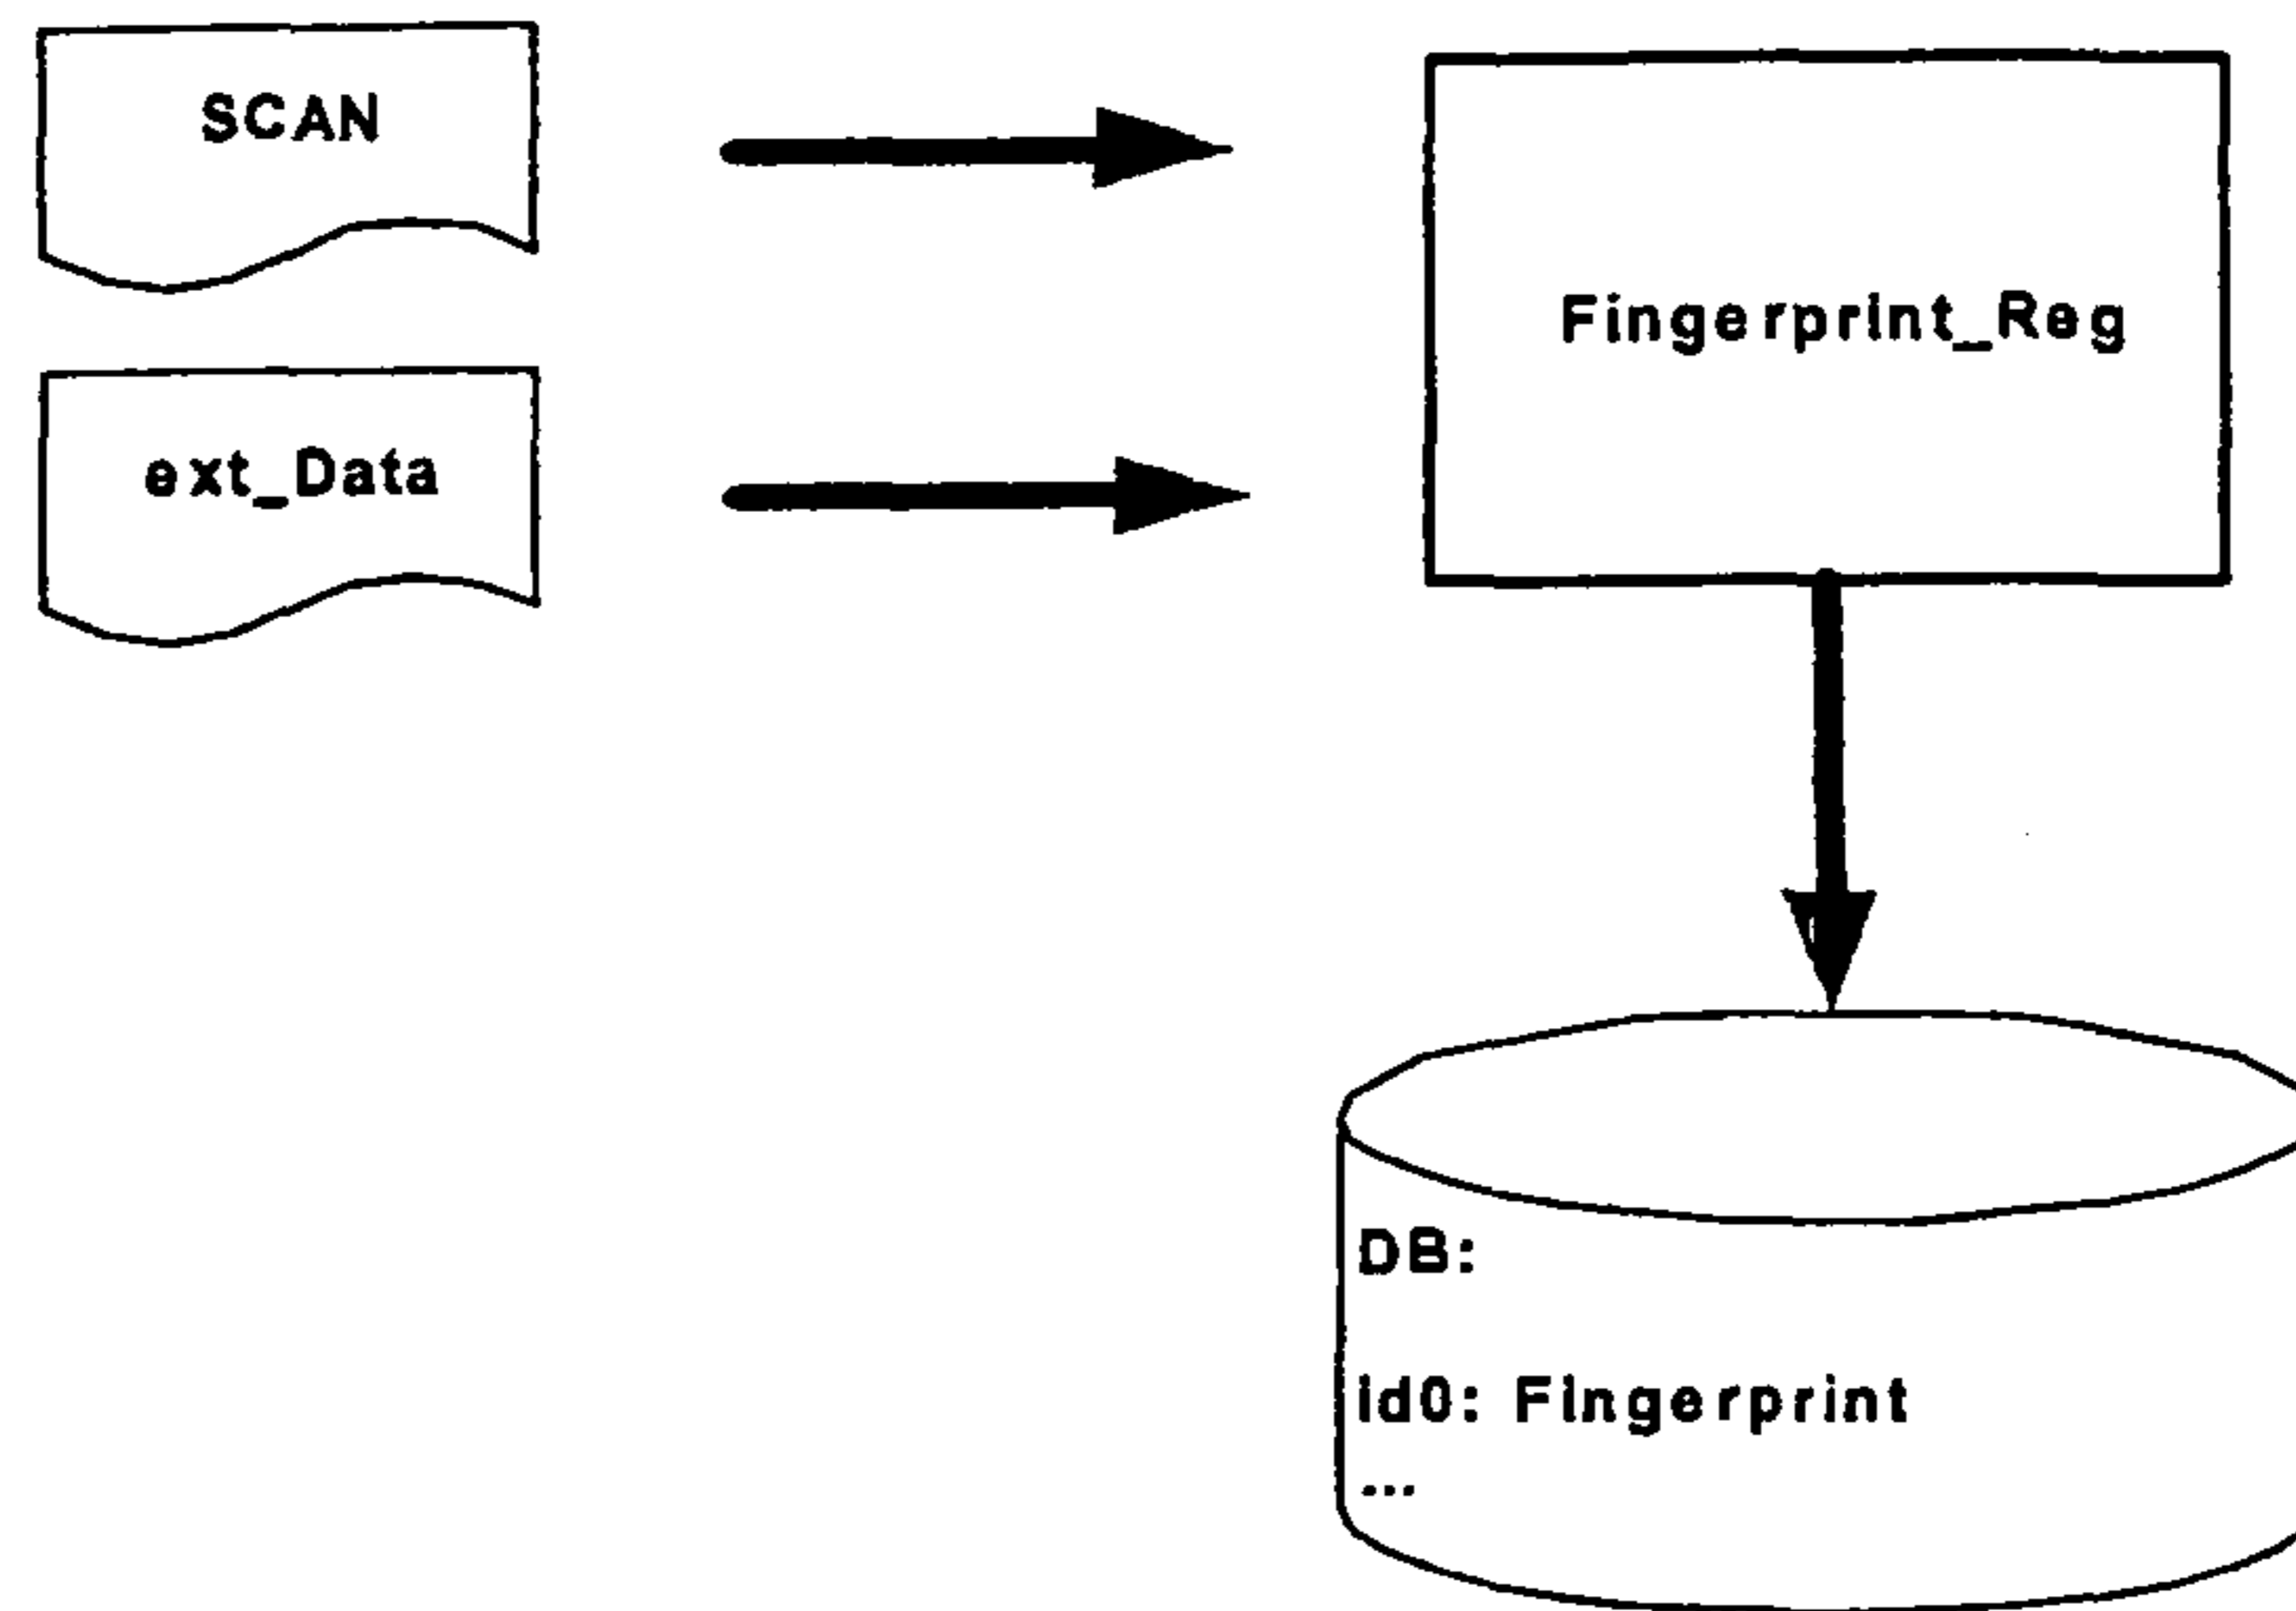 SCAN
Fingerprint_Reg
ext_Data
DB:
id0: Fingerprint
...